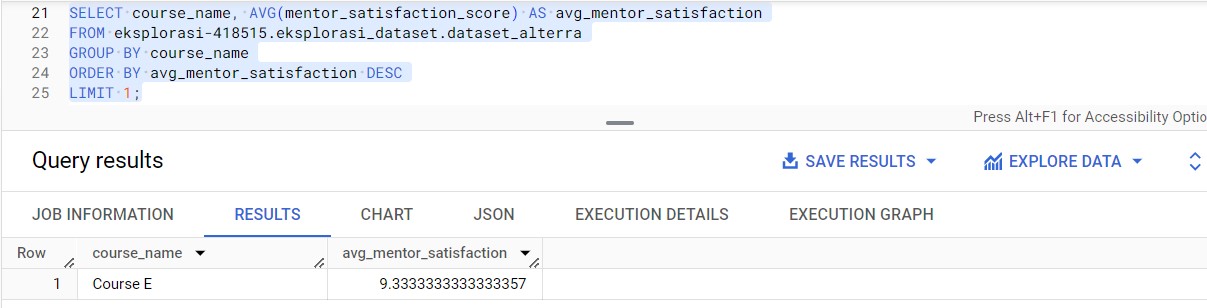 21 SELECT course_name, AVG(mentor_satisfaction_score) AS avg_mentor_satisfaction
22 FROM eksplorasi-418515.eksplorasi_dataset.dataset_alterra
23 GROUP BY course_name
24 ORDER BY avg_mentor_satisfaction DESC
25 LIMIT 1;
Press Alt+F1 for Accessibility Optio
Query results SAVE RESULTS EXPLORE DATA
JOB INFORMATION RESULTS CHART JSON EXECUTION DETAILS EXECUTION GRAPH
Row course_name avg_mentor_satisfaction
1 Course E 9.3333333333333357